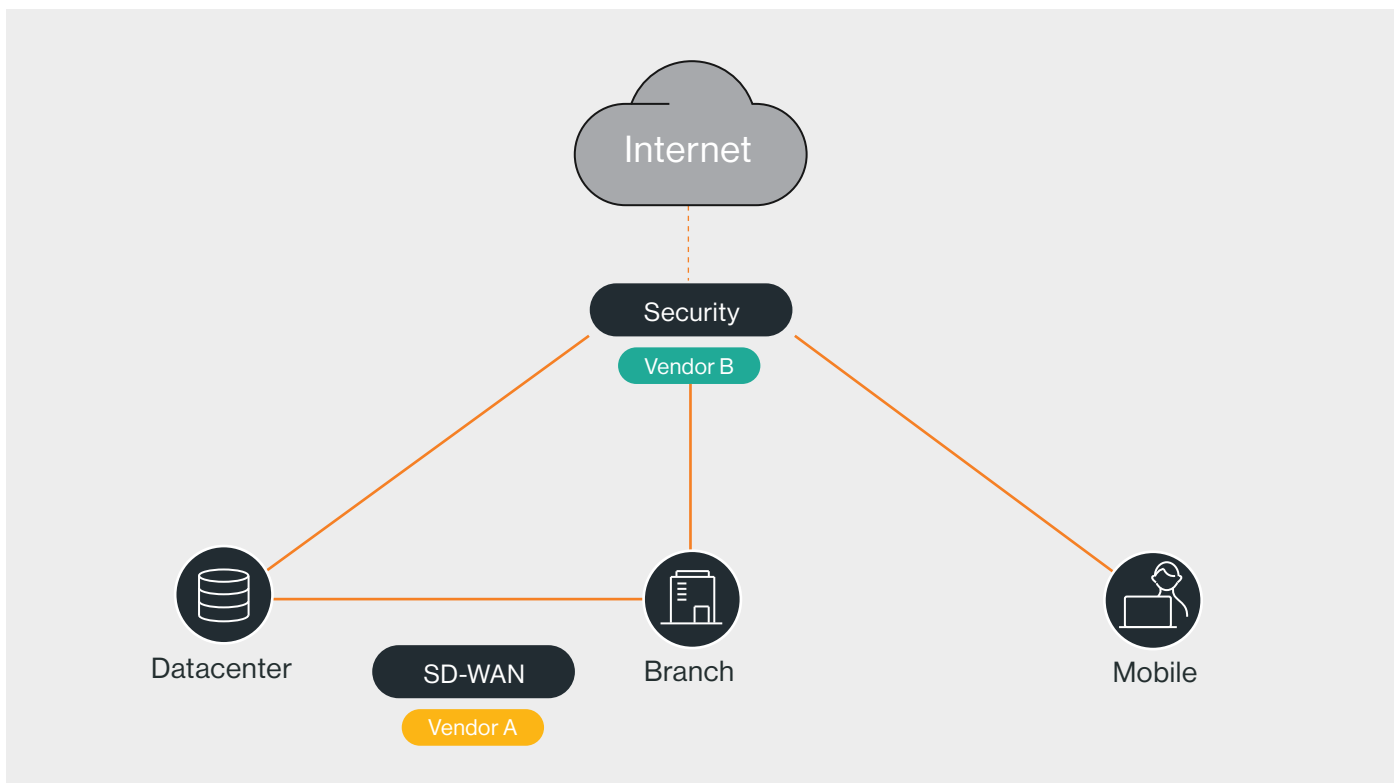 Internet
Security
Vendor B
Datacenter
SD-WAN
Vendor A
Branch
Mobile